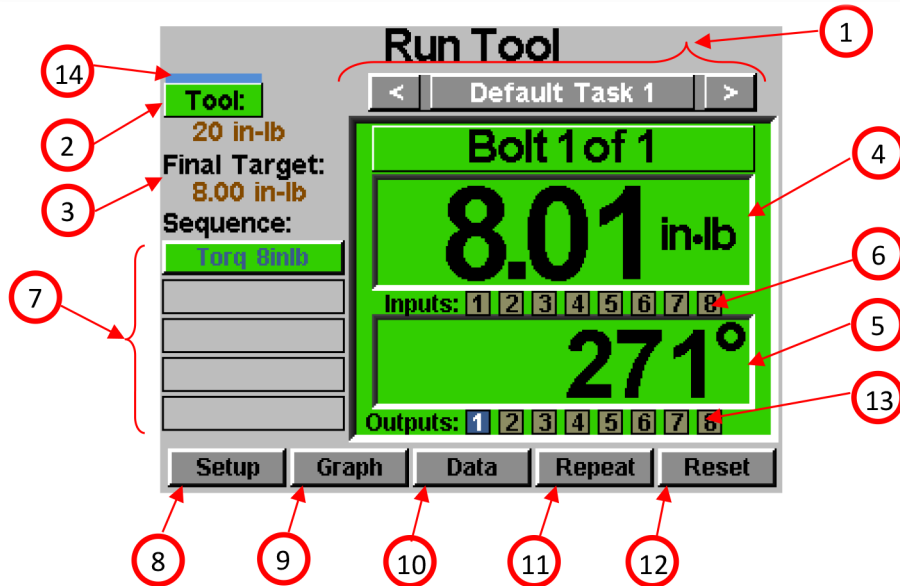 Run Tool
1
14
Tool:
< Default Task 1 >
2
20 in-lb
Bolt 1 of 1
Final Target:
3
8.00 in-lb
8.01 in•lb
4
Sequence:
Torq 8inlb
6
7
Inputs: 1 2 3 4 5 6 7 8
271°
5
13
Outputs: 1 2 3 4 5 6 7 8
Setup Graph Data Repeat Reset
8 9 10 11 12